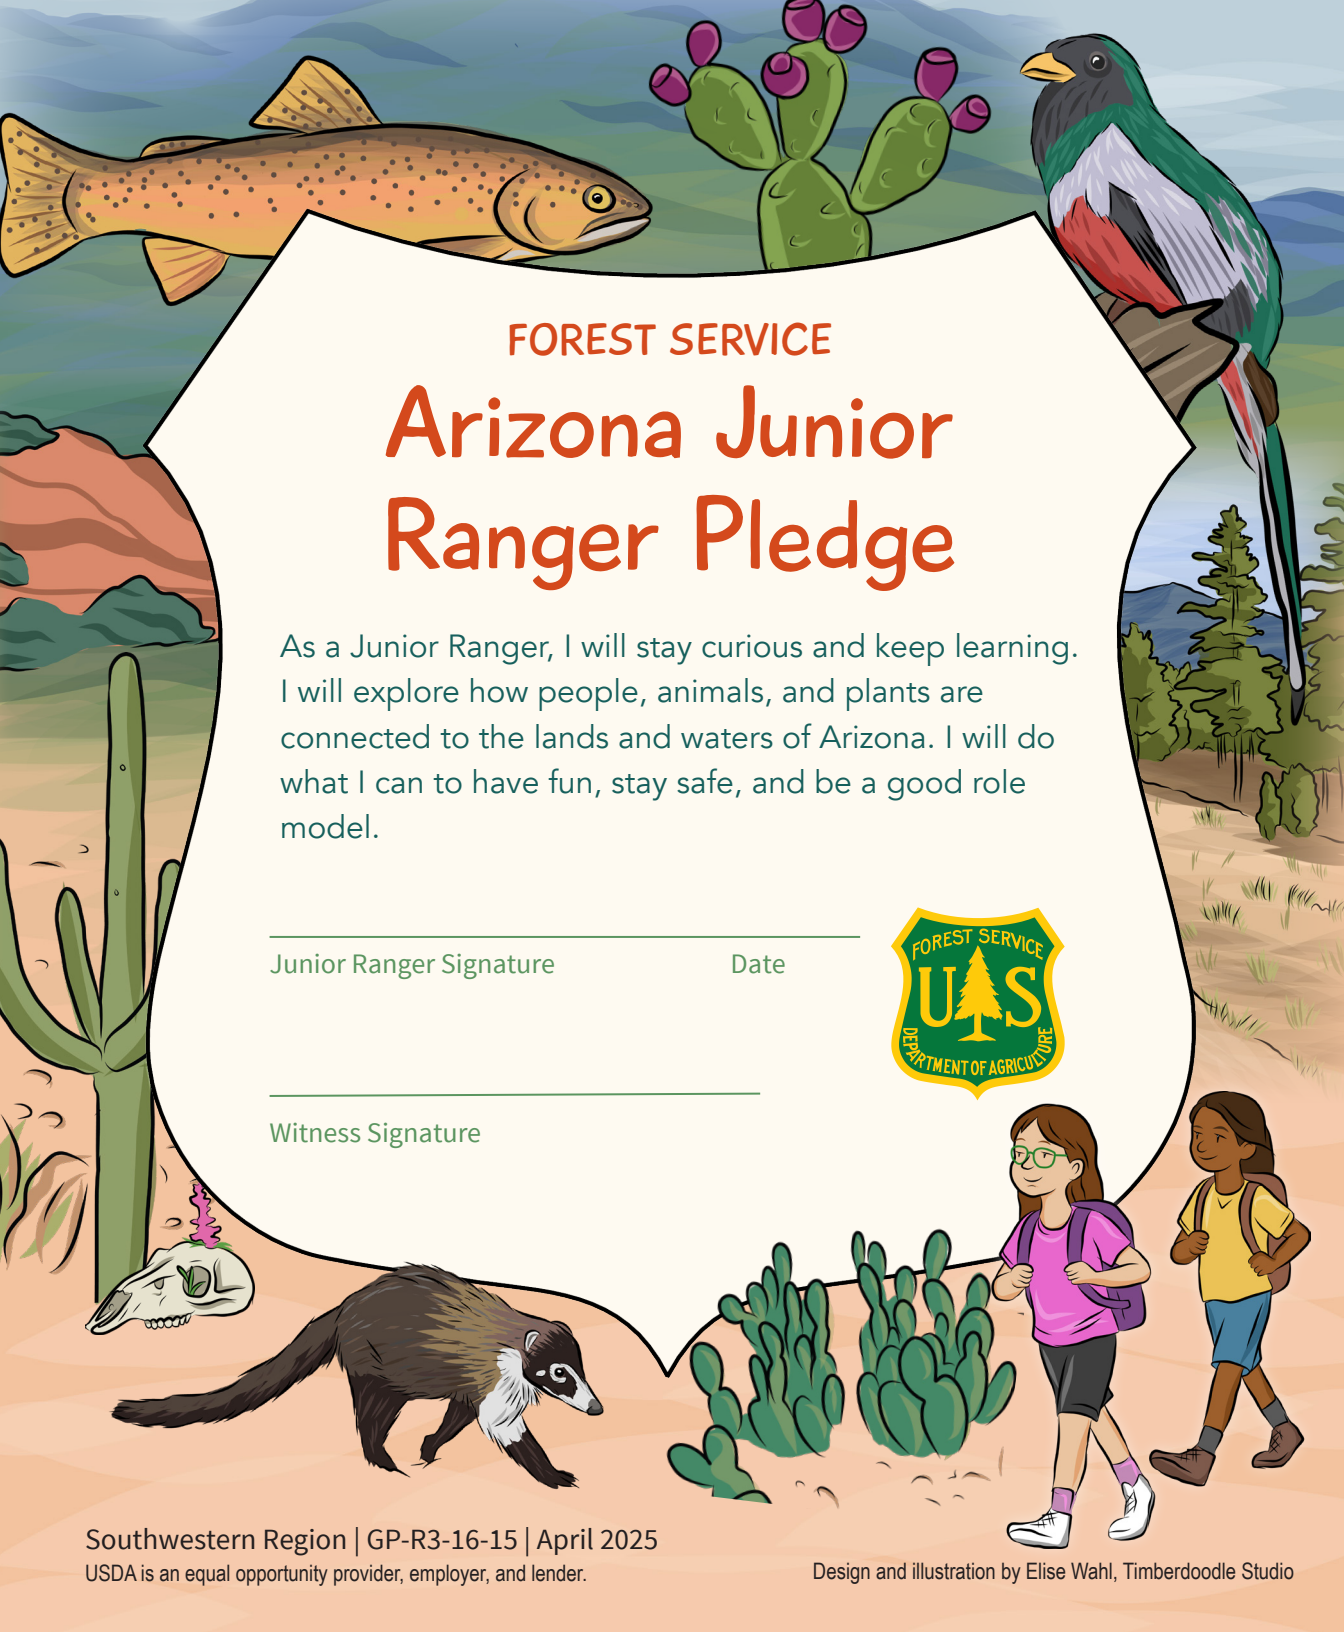 FOREST SERVICE
Arizona Junior
Ranger Pledge
As a Junior Ranger, I will stay curious and keep learning.
I will explore how people, animals, and plants are
connected to the lands and waters of Arizona. I will do
what I can to have fun, stay safe, and be a good role
model.
Junior Ranger Signature Date
FOREST SERVICE
U S
DEPARTMENT OF AGRICULTURE
Witness Signature
Southwestern Region | GP-R3-16-15 | April 2025
USDA is an equal opportunity provider, employer, and lender.
Design and illustration by Elise Wahl, Timberdoodle Studio